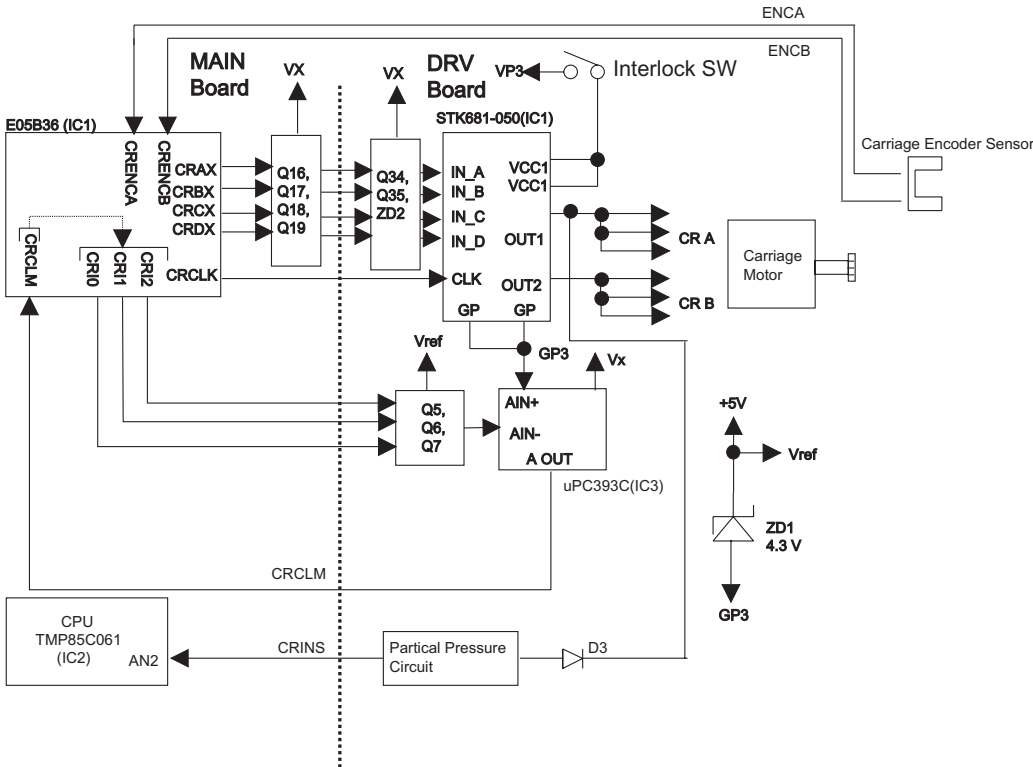 ENCA
ENCB
MAIN
Board
VX
VX
DRV
Board
VP3
Interlock SW
E05B36 (IC1)
STK681-050(IC1)
Carriage Encoder Sensor
CRENCA
CRENCB
CRAX
CRBX
CRCX
CRDX
CRCLK
CRCLM
CRI0
CRI1
CRI2
Q16,
Q17,
Q18,
Q19
Q34,
Q35,
ZD2
IN_A
IN_B
IN_C
IN_D
CLK
VCC1
VCC1
OUT1
OUT2
GP
GP
CR A
CR B
Carriage
Motor
Vref
GP3
Vx
Q5,
Q6,
Q7
AIN+
AIN-
A OUT
uPC393C(IC3)
+5V
Vref
ZD1
4.3 V
GP3
CRCLM
CPU
TMP85C061
(IC2)
AN2
CRINS
Partical Pressure
Circuit
D3